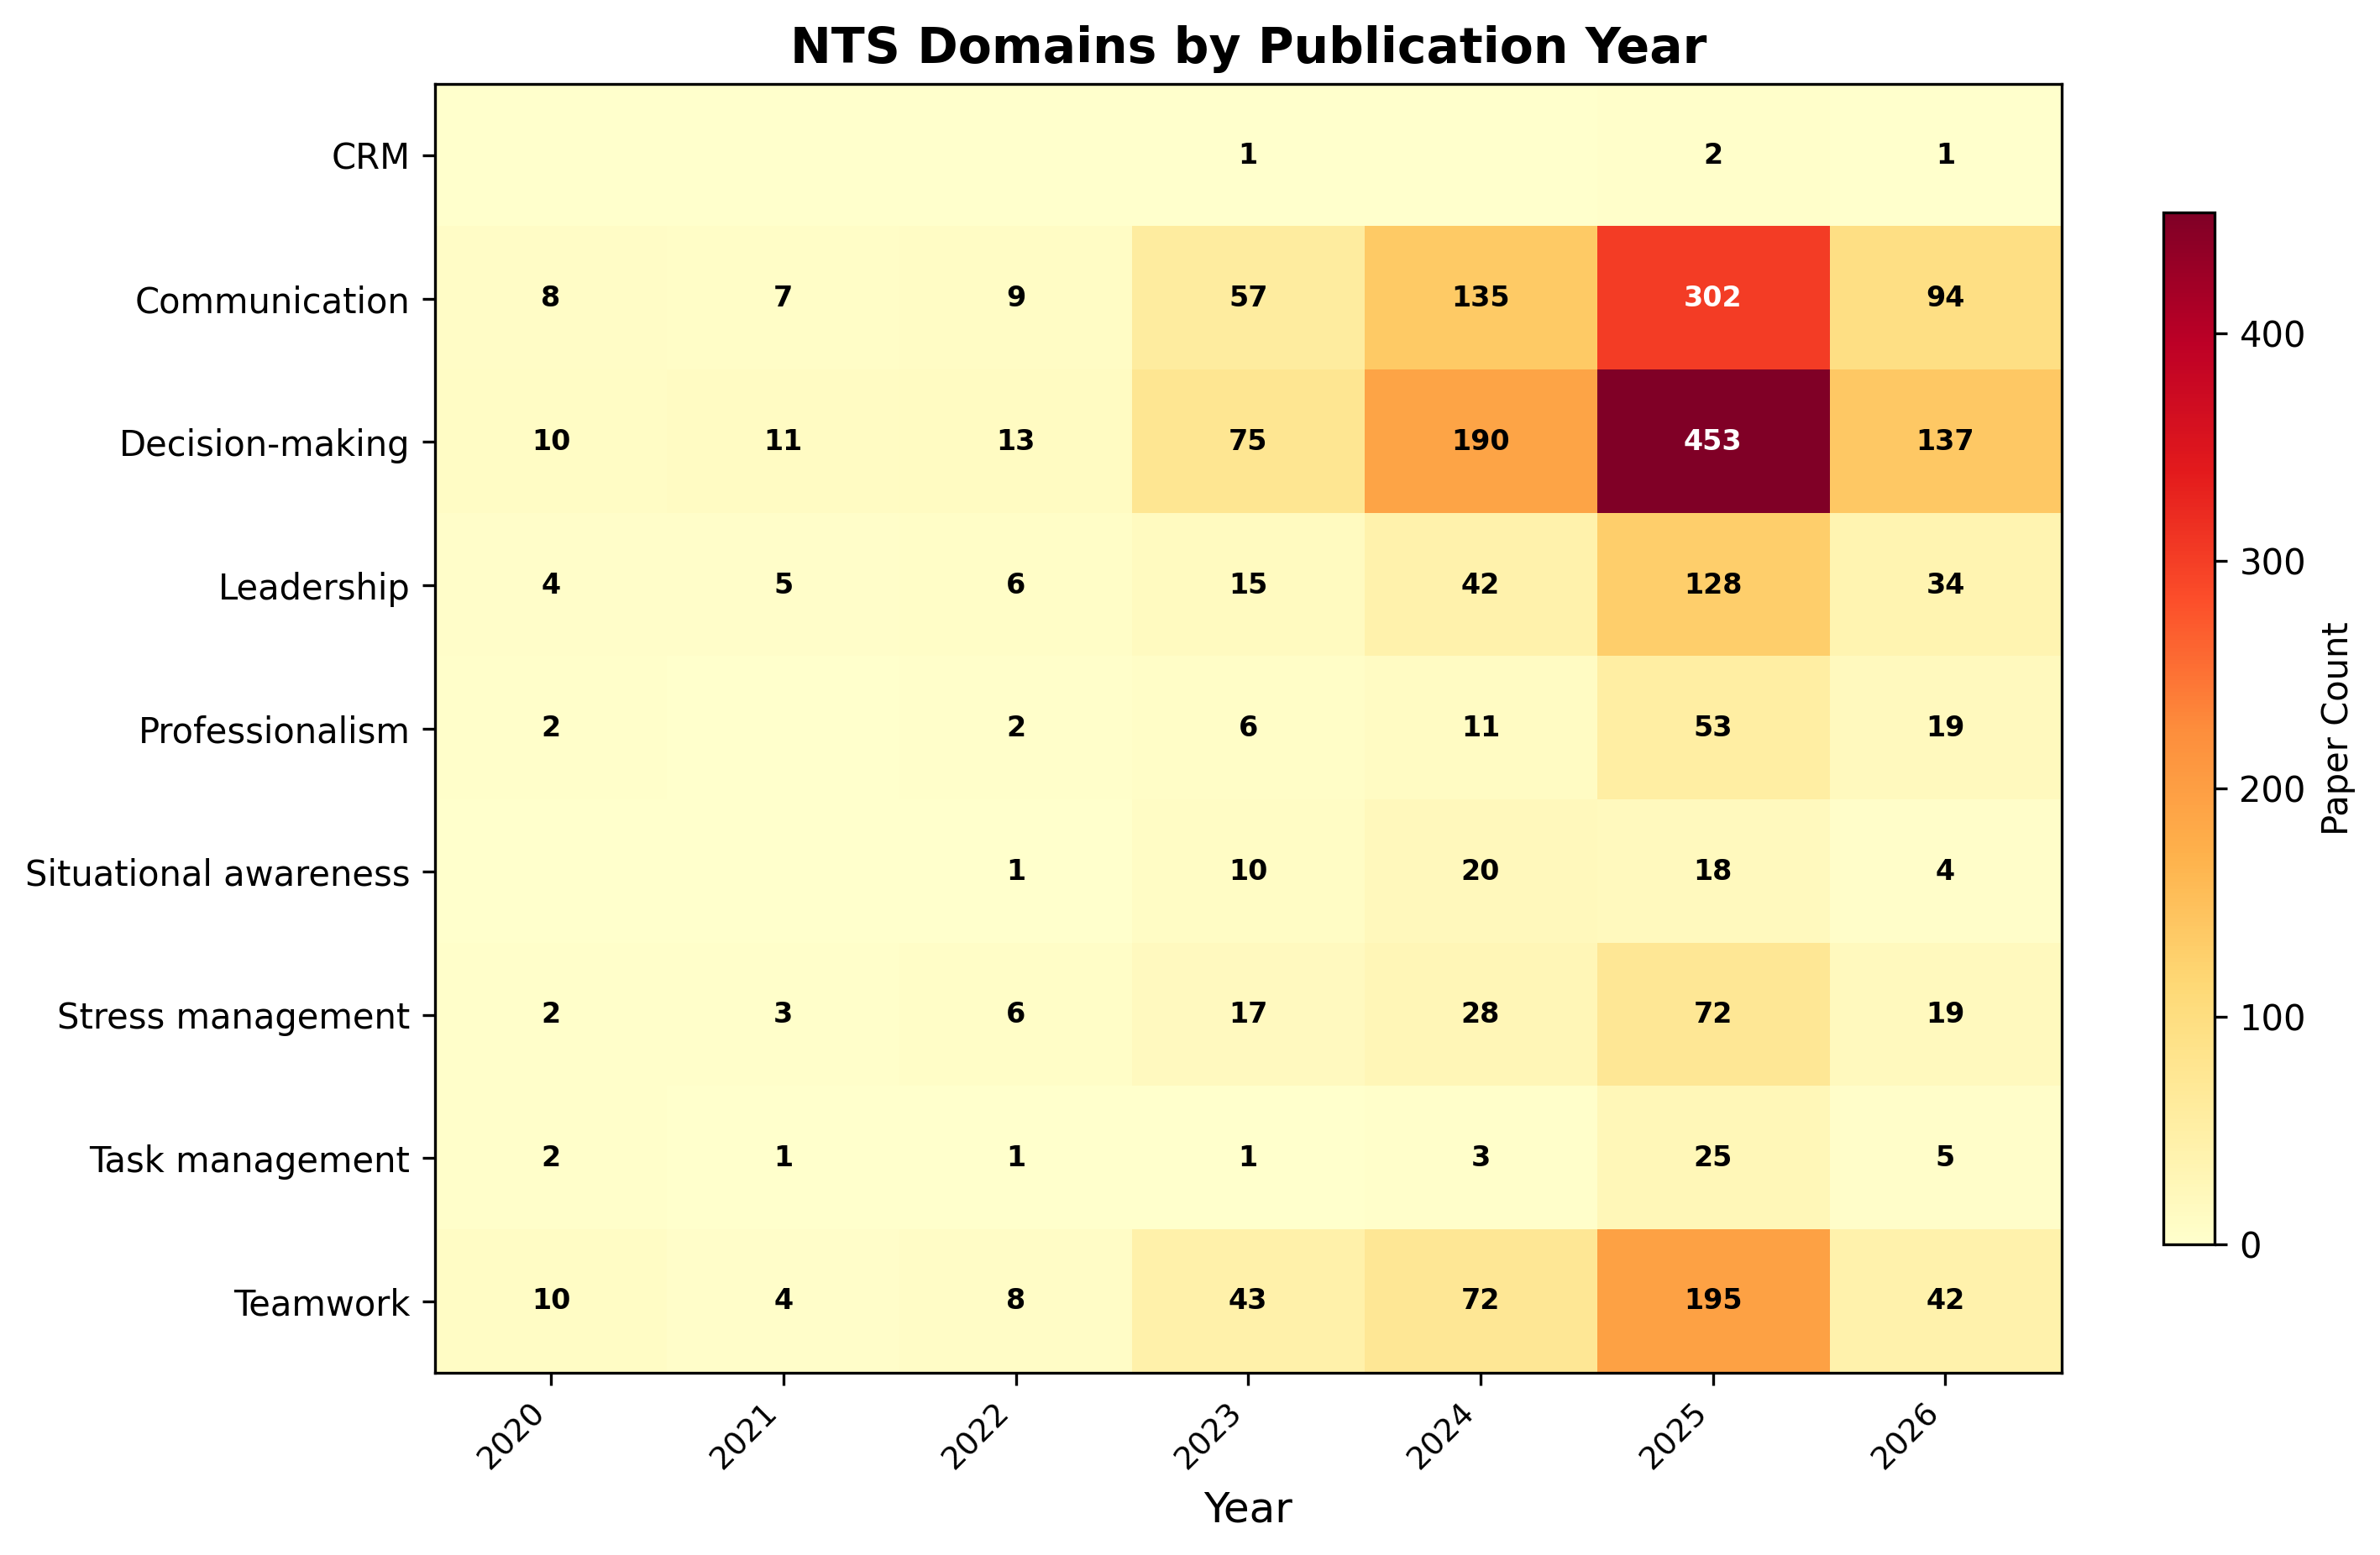 NTS Domains by Publication Year
CRM 1 2 1
Communication 8 7 9 57 135 302 94
Decision-making 10 11 13 75 190 453 137
Leadership 4 5 6 15 42 128 34
Professionalism 2 2 6 11 53 19
Situational awareness 1 10 20 18 4
Stress management 2 3 6 17 28 72 19
Task management 2 1 1 1 3 25 5
Teamwork 10 4 8 43 72 195 42
2020 2021 2022 2023 2024 2025 2026
Year
400
300
200
100
0
Paper Count